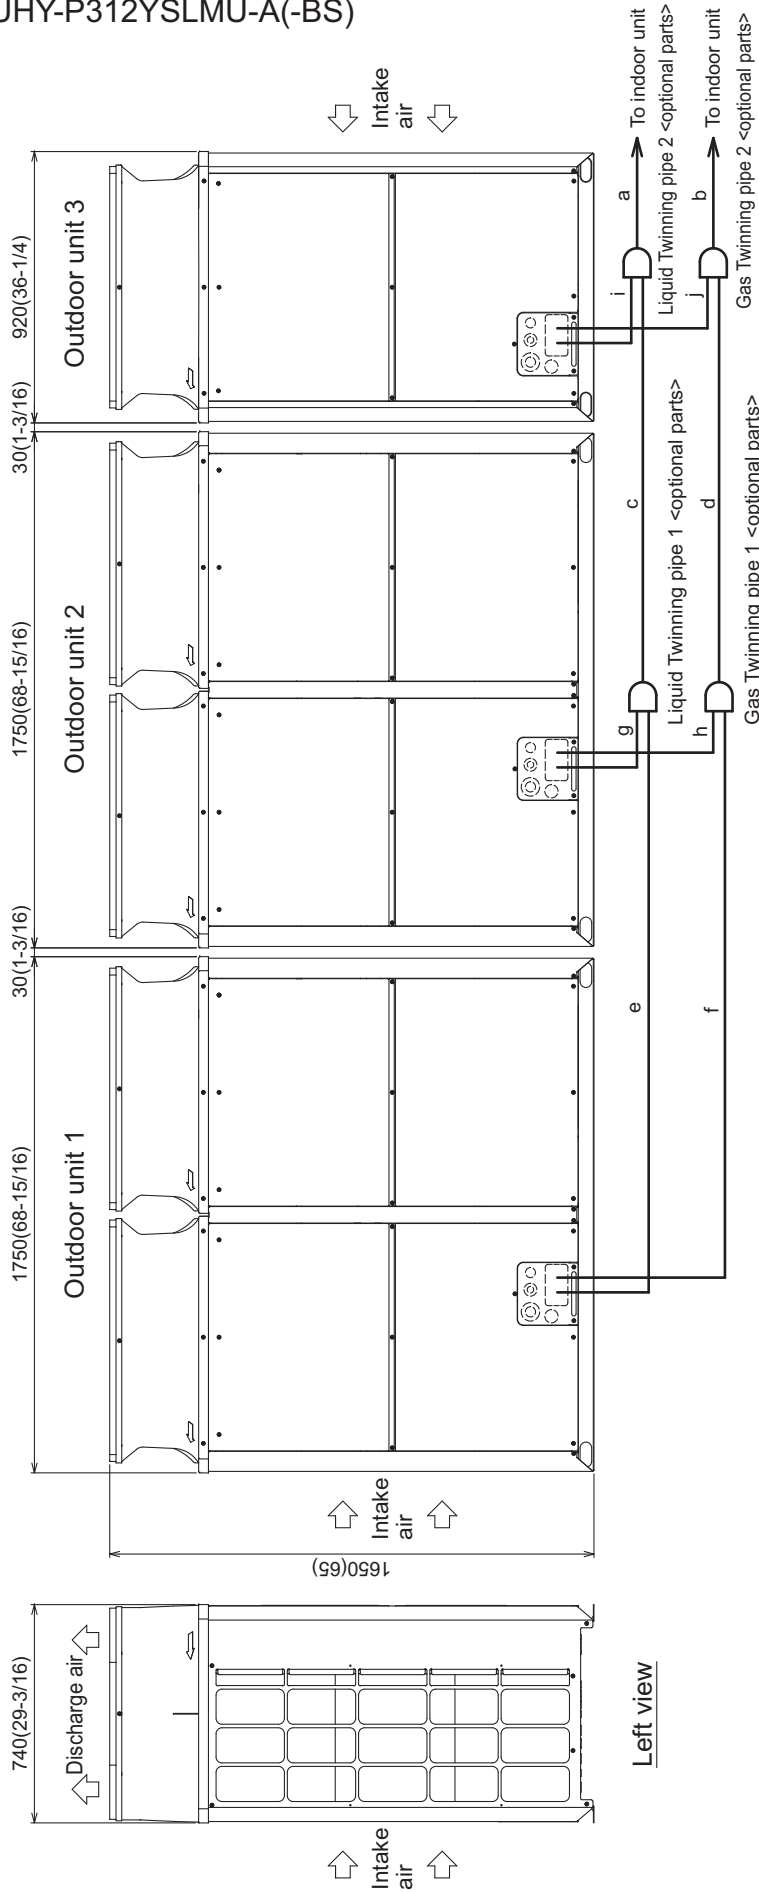 UHY-P312YSLMU-A(-BS)
740(29-3/16)
Discharge air
Intake
air
Left view
1650(65)
Intake
air
1750(68-15/16)
Outdoor unit 1
30(1-3/16)
1750(68-15/16)
Outdoor unit 2
30(1-3/16)
920(36-1/4)
Outdoor unit 3
Intake
air
e
f
g
h
Liquid Twinning pipe 1 <optional parts>
Gas Twinning pipe 1 <optional parts>
c
d
i
j
Liquid Twinning pipe 2 <optional parts>
Gas Twinning pipe 2 <optional parts>
a
b
To indoor unit
To indoor unit